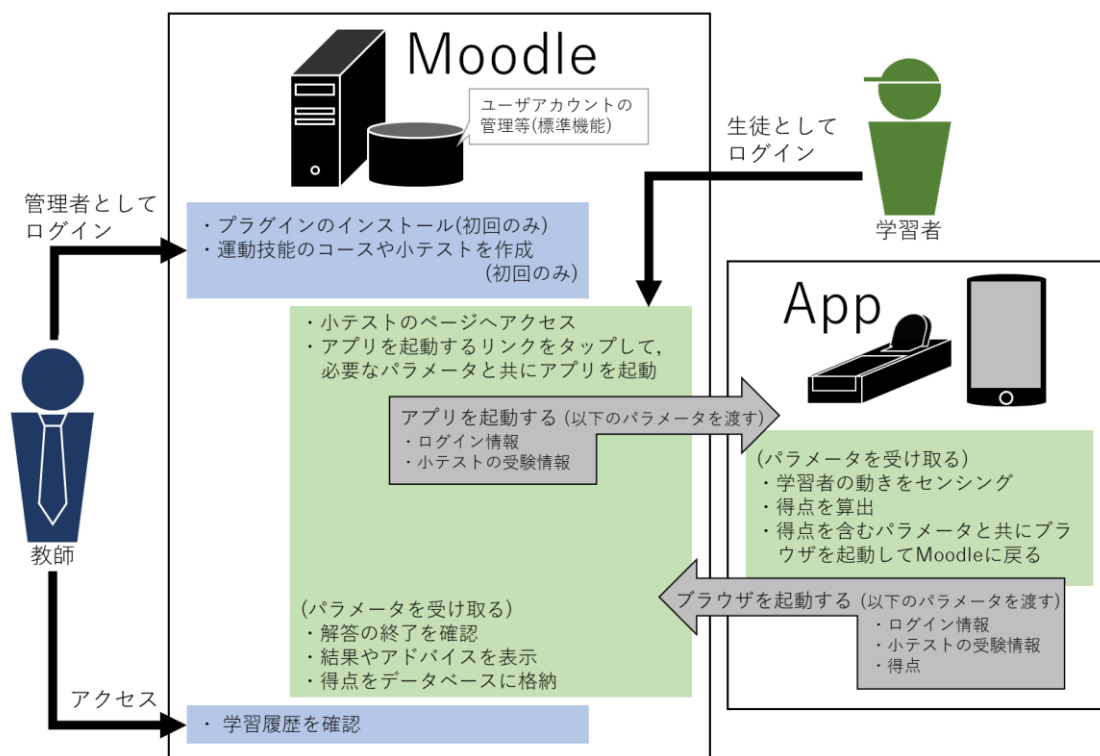 Moodle
ユーザアカウントの
管理等(標準機能)
生徒として
ログイン
学習者
管理者として
ログイン
・プラグインのインストール(初回のみ)
・運動技能のコースや小テストを作成
(初回のみ)
・小テストのページへアクセス
・アプリを起動するリンクをタップして,
必要なパラメータと共にアプリを起動
App
アプリを起動する (以下のパラメータを渡す)
・ログイン情報
・小テストの受験情報
(パラメータを受け取る)
・学習者の動きをセンシング
・得点を算出
・得点を含むパラメータと共にブ
ラウザを起動してMoodleに戻る
教師
ブラウザを起動する (以下のパラメータを渡す)
・ログイン情報
・小テストの受験情報
・得点
(パラメータを受け取る)
・解答の終了を確認
・結果やアドバイスを表示
・得点をデータベースに格納
アクセス
・ 学習履歴を確認